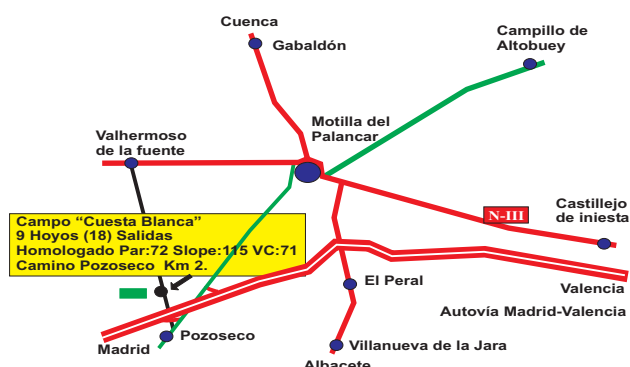 Cuenca
Gabaldón
Campillo de
Altobuey
Motilla del
Palancar
Valhermoso
de la fuente
Castillejo
de iniesta
N-III
Campo “Cuesta Blanca”
9 Hoyos (18) Salidas
Homologado Par:72 Slope:115 VC:71
Camino Pozoseco Km 2.
El Peral
Valencia
Autovía Madrid-Valencia
Pozoseco
Madrid
Villanueva de la Jara
Albacete